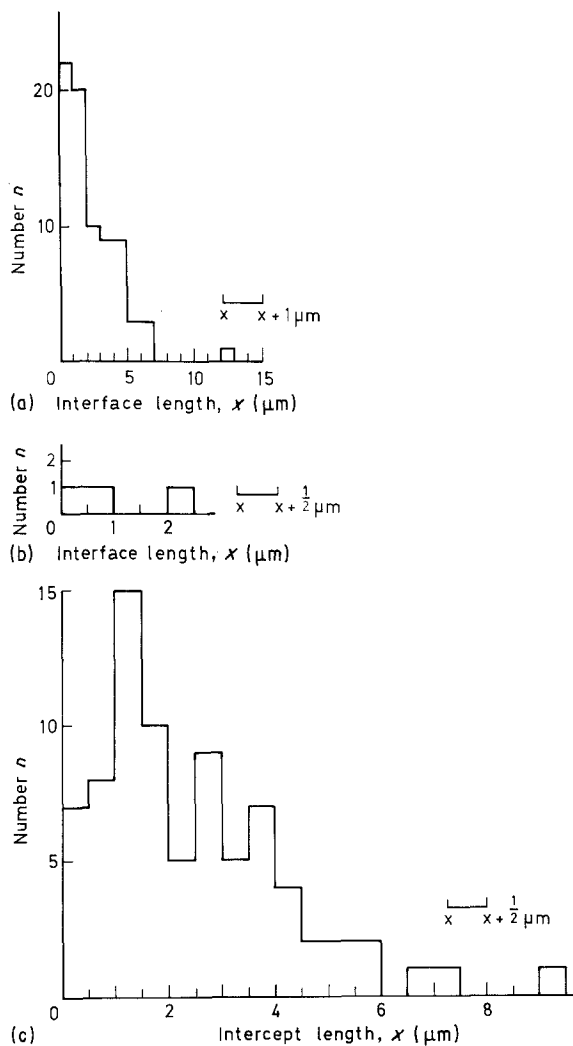 Number n
20
10
x x + 1 µm
0 5 10 15
(a) Interface length, x (µm)
Number n
2
1
0 1 2
x x + 1/2 µm
(b) Interface length, x (µm)
Number n
15
10
5
x x + 1/2 µm
0 2 4 6 8
(c) Intercept length, x (µm)